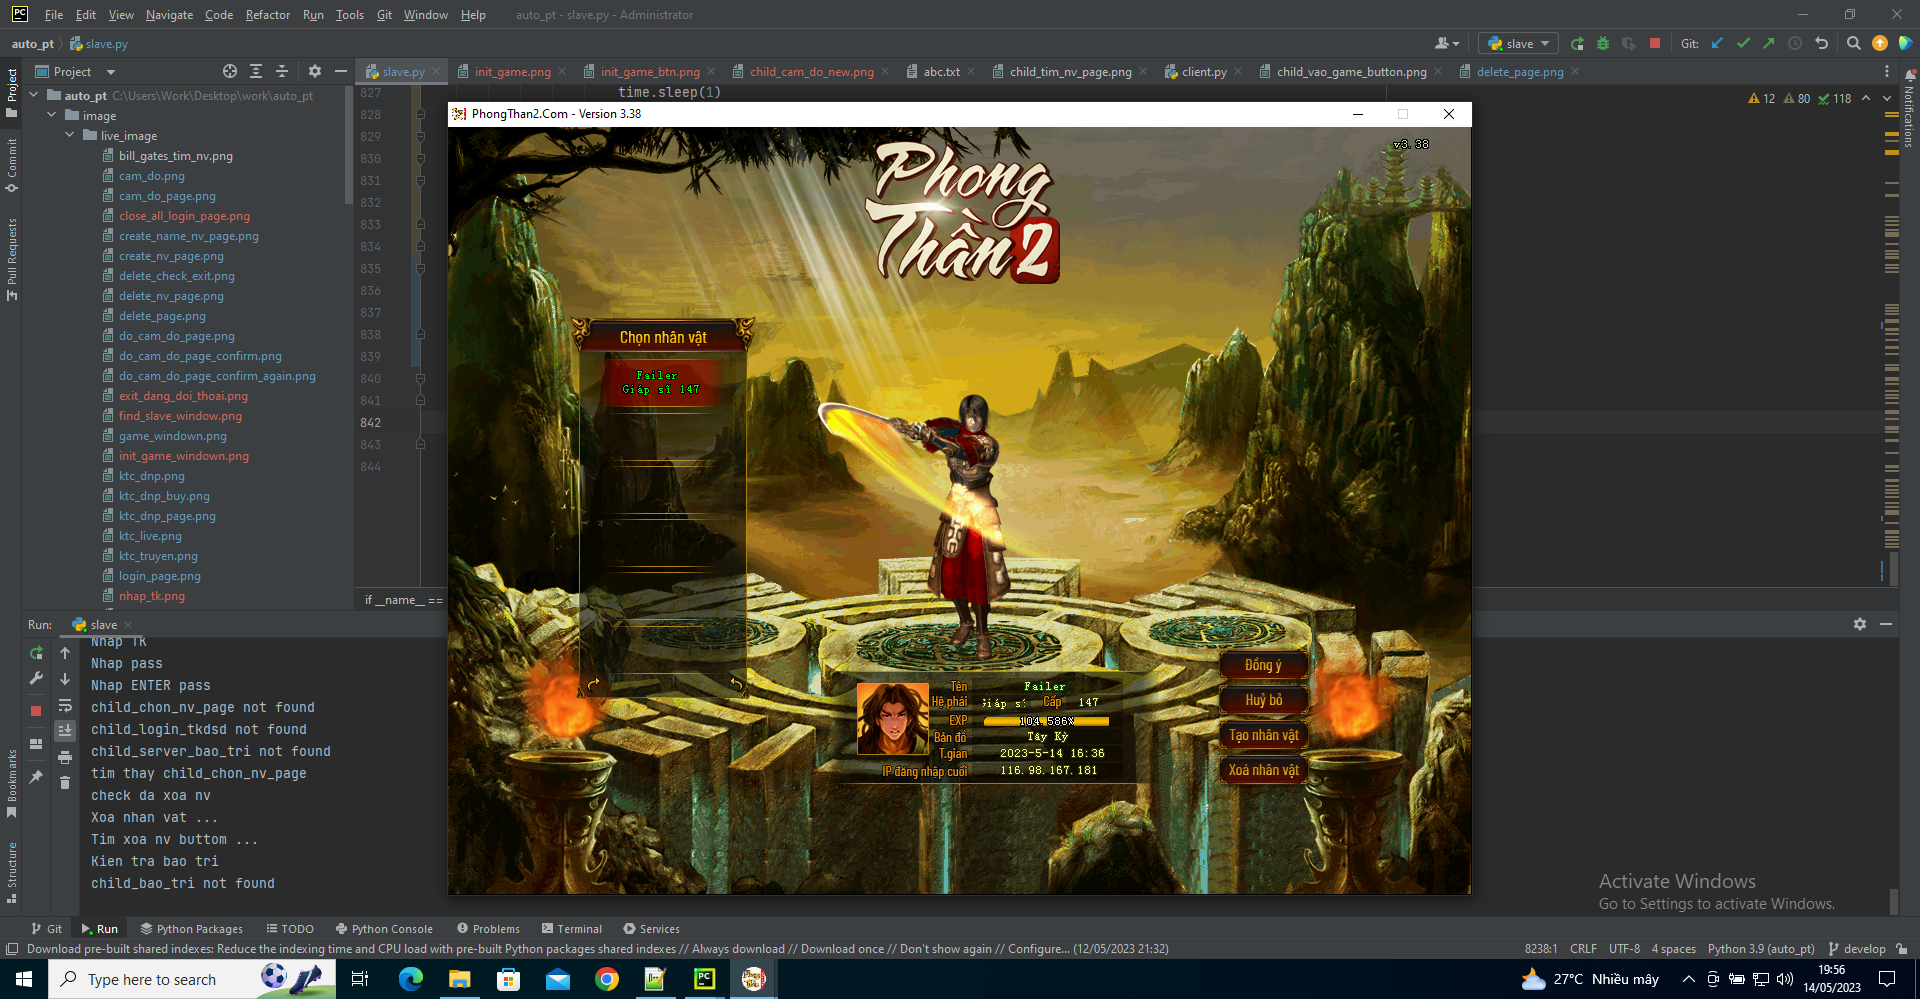 File Edit View Navigate Code Refactor Run Tools Git Window Help auto_pt - slave.py - Administrator
auto_pt slave.py
slave Git:
Project
slave.py init_game.png init_game_btn.png child_cam_do_new.png abc.txt child_tim_nv_page.png client.py child_vao_game_button.png delete_page.png
auto_pt C:\Users\Work\Desktop\work\auto_pt
image
live_image
bill_gates_tim_nv.png
cam_do.png
cam_do_page.png
close_all_login_page.png
create_name_nv_page.png
create_nv_page.png
delete_check_exit.png
delete_nv_page.png
delete_page.png
do_cam_do_page.png
do_cam_do_page_confirm.png
do_cam_do_page_confirm_again.png
exit_dang_doi_thoai.png
find_slave_window.png
game_windown.png
init_game_windown.png
ktc_dnp.png
ktc_dnp_buy.png
ktc_dnp_page.png
ktc_live.png
ktc_truyen.png
login_page.png
nhap_tk.png
Project
Commit
Pull Requests
Bookmarks
Structure
Notifications
827
828
829
830
831
832
833
834
835
836
837
838
839
840
841
842
843
844
time.sleep(1)
12 80 118
if __name__ ==
PhongThan2.Com - Version 3.38
v3.38
Phong
Thần 2
Chọn nhân vật
Failer
Giáp sĩ 147
Tên Failer
Hệ phái Giáp sĩ Cấp 147
EXP 104.586%
Bản đồ Tây Kỳ
T.gian 2023-5-14 16:36
IP đăng nhập cuối 116.98.167.181
Đồng ý
Huỷ bỏ
Tạo nhân vật
Xoá nhân vật
Run: slave
Nhap TK
Nhap pass
Nhap ENTER pass
child_chon_nv_page not found
child_login_tkdsd not found
child_server_bao_tri not found
tim thay child_chon_nv_page
check da xoa nv
Xoa nhan vat ...
Tim xoa nv buttom ...
Kien tra bao tri
child_bao_tri not found
Activate Windows
Go to Settings to activate Windows.
Git Run Python Packages TODO Python Console Problems Terminal Services
Download pre-built shared indexes: Reduce the indexing time and CPU load with pre-built Python packages shared indexes // Always download // Download once // Don't show again // Configure... (12/05/2023 21:32)
8238:1 CRLF UTF-8 4 spaces Python 3.9 (auto_pt) develop
Type here to search
27°C Nhiều mây
19:56
14/05/2023